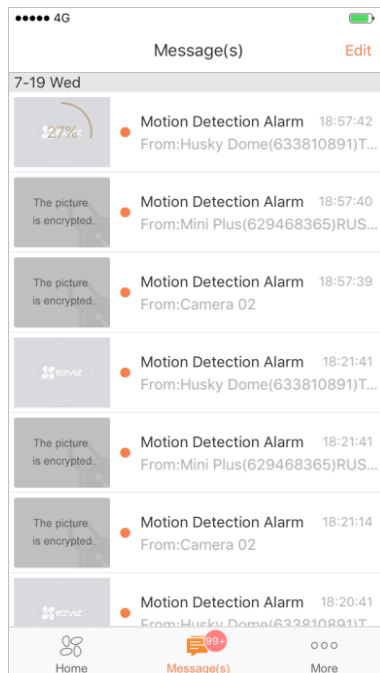 4G
Message(s)
Edit
7-19 Wed
27%
Motion Detection Alarm 18:57:42
From:Husky Dome(633810891)T...
The picture
is encrypted.
Motion Detection Alarm 18:57:40
From:Mini Plus(629468365)RUS...
The picture
is encrypted.
Motion Detection Alarm 18:57:39
From:Camera 02
ezviz
Motion Detection Alarm 18:21:41
From:Husky Dome(633810891)T...
The picture
is encrypted.
Motion Detection Alarm 18:21:41
From:Mini Plus(629468365)RUS...
The picture
is encrypted.
Motion Detection Alarm 18:21:14
From:Camera 02
ezviz
Motion Detection Alarm 18:20:41
From:Husky Dome(633810891)T...
99+
Home
Message(s)
More